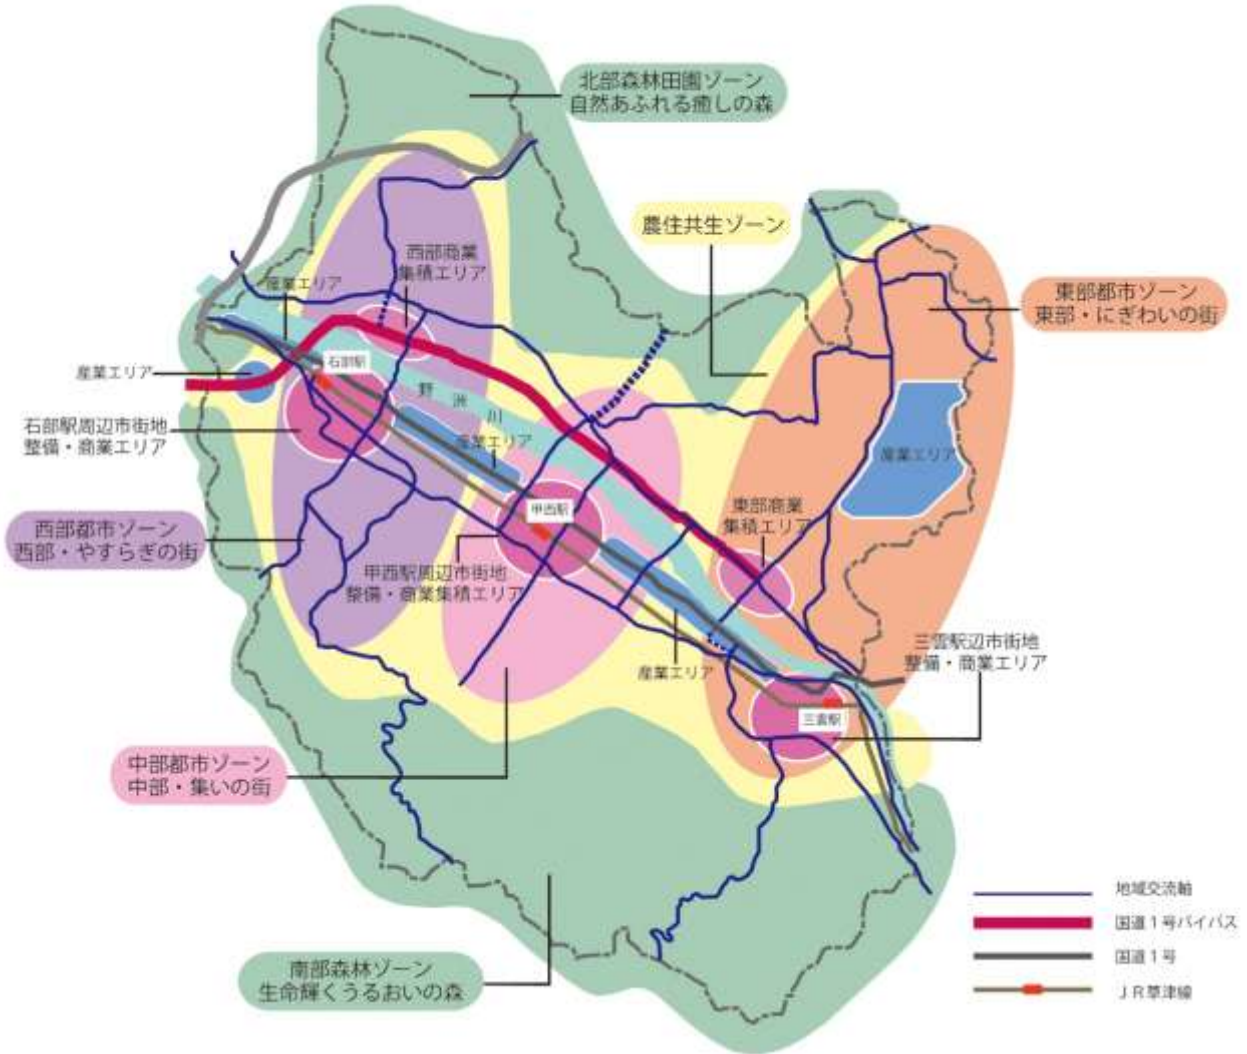 北部森林田園ゾーン
自然あふれる癒しの森
農住共生ゾーン
西部商業
集積エリア
産業エリア
東部都市ゾーン
東部・にぎわいの街
石部駅
産業エリア
野洲川
石部駅周辺市街地
整備・商業エリア
産業エリア
産業エリア
東部商業
集積エリア
甲西駅
西部都市ゾーン
西部・やすらぎの街
甲西駅周辺市街地
整備・商業集積エリア
三雲駅辺市街地
整備・商業エリア
産業エリア
三雲駅
中部都市ゾーン
中部・集いの街
南部森林ゾーン
生命輝くうるおいの森
地域交流軸
国道1号バイパス
国道1号
JR草津線